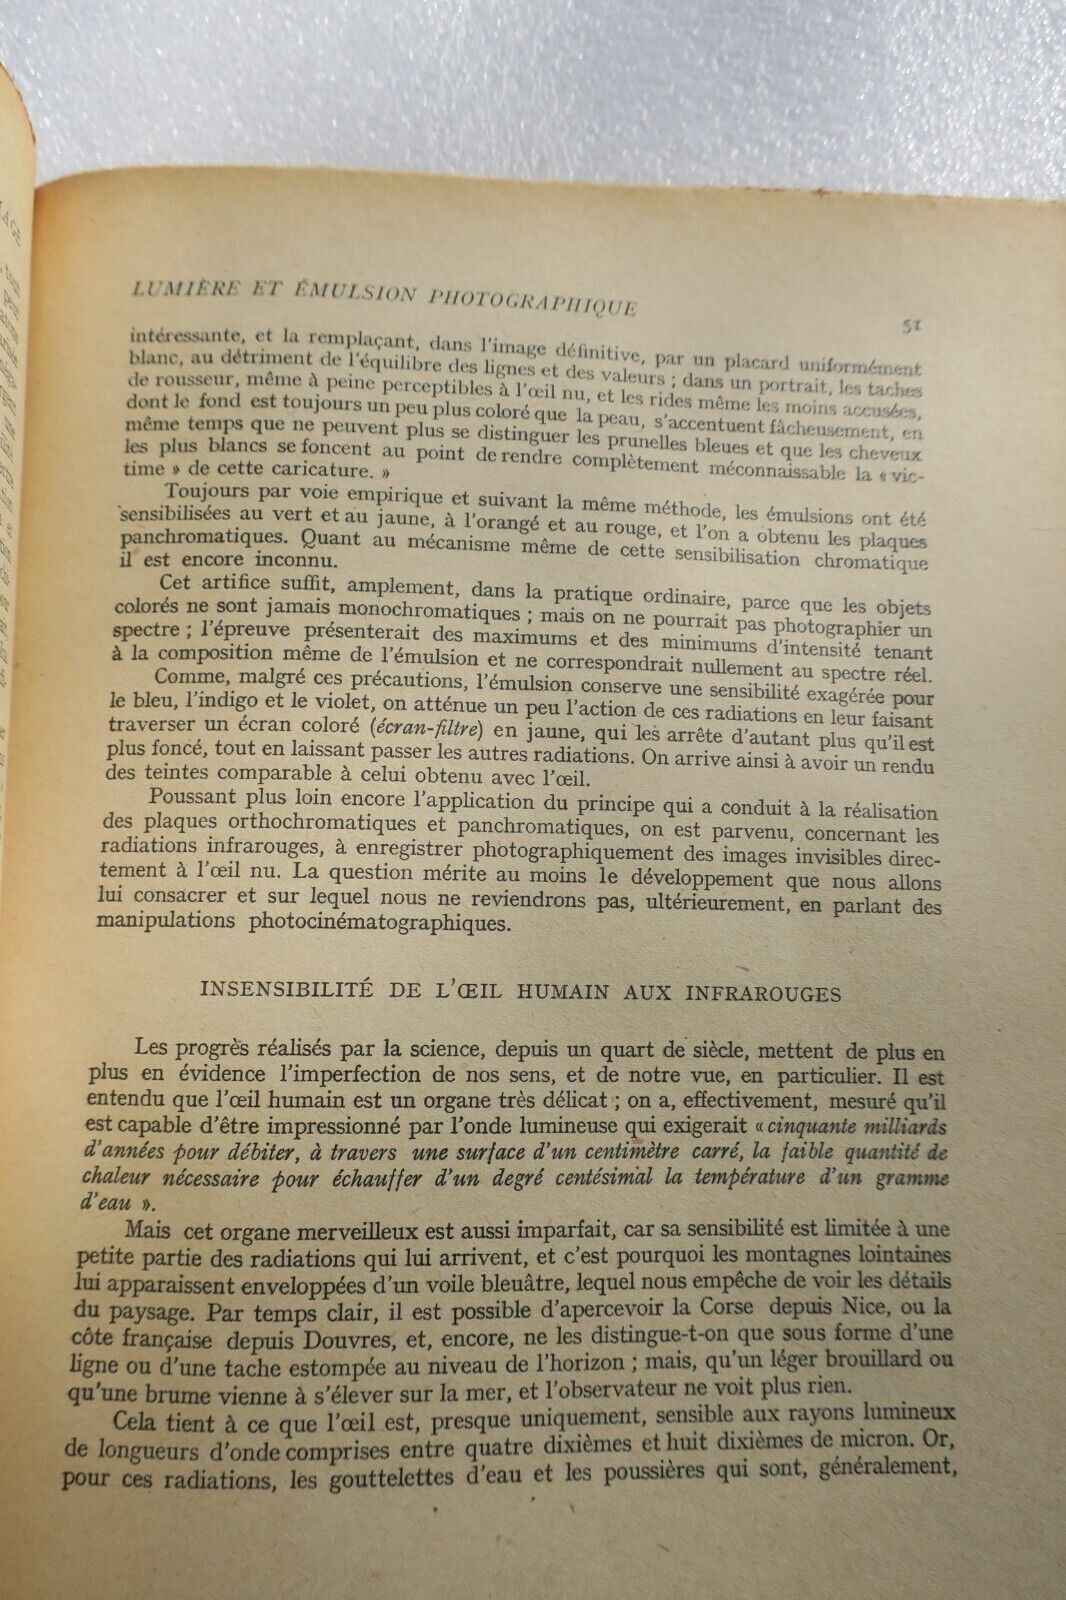 LUMIÈRE ET ÉMULSION PHOTOGRAPHIQUE 51
intéressante, et la remplaçant, dans l'image définitive, par un placard uniformément
blanc, au détriment de l'équilibre des lignes et des valeurs ; dans un portrait, les taches
de rousseur, même à peine perceptibles à l'œil nu, et les rides même les moins accusées,
dont le fond est toujours un peu plus coloré que la peau, s'accentuent fâcheusement, en
même temps que ne peuvent plus se distinguer les prunelles bleues et que les cheveux
les plus blancs se foncent au point de rendre complètement méconnaissable la « vic-
time » de cette caricature. »
Toujours par voie empirique et suivant la même méthode, les émulsions ont été
sensibilisées au vert et au jaune, à l'orangé et au rouge, et l'on a obtenu les plaques
panchromatiques. Quant au mécanisme même de cette sensibilisation chromatique
il est encore inconnu.
Cet artifice suffit, amplement, dans la pratique ordinaire, parce que les objets
colorés ne sont jamais monochromatiques ; mais on ne pourrait pas photographier un
spectre ; l'épreuve présenterait des maximums et des minimums d'intensité tenant
à la composition même de l'émulsion et ne correspondrait nullement au spectre réel.
Comme, malgré ces précautions, l'émulsion conserve une sensibilité exagérée pour
le bleu, l'indigo et le violet, on atténue un peu l'action de ces radiations en leur faisant
traverser un écran coloré (écran-filtre) en jaune, qui les arrête d'autant plus qu'il est
plus foncé, tout en laissant passer les autres radiations. On arrive ainsi à avoir un rendu
des teintes comparable à celui obtenu avec l'œil.
Poussant plus loin encore l'application du principe qui a conduit à la réalisation
des plaques orthochromatiques et panchromatiques, on est parvenu, concernant les
radiations infrarouges, à enregistrer photographiquement des images invisibles direc-
tement à l'œil nu. La question mérite au moins le développement que nous allons
lui consacrer et sur lequel nous ne reviendrons pas, ultérieurement, en parlant des
manipulations photocinématographiques.
INSENSIBILITÉ DE L'ŒIL HUMAIN AUX INFRAROUGES
Les progrès réalisés par la science, depuis un quart de siècle, mettent de plus en
plus en évidence l'imperfection de nos sens, et de notre vue, en particulier. Il est
entendu que l'œil humain est un organe très délicat ; on a, effectivement, mesuré qu'il
est capable d'être impressionné par l'onde lumineuse qui exigerait « cinquante milliards
d'années pour débiter, à travers une surface d'un centimètre carré, la faible quantité de
chaleur nécessaire pour échauffer d'un degré centésimal la température d'un gramme
d'eau ».
Mais cet organe merveilleux est aussi imparfait, car sa sensibilité est limitée à une
petite partie des radiations qui lui arrivent, et c'est pourquoi les montagnes lointaines
lui apparaissent enveloppées d'un voile bleuâtre, lequel nous empêche de voir les détails
du paysage. Par temps clair, il est possible d'apercevoir la Corse depuis Nice, ou la
côte française depuis Douvres, et, encore, ne les distingue-t-on que sous forme d'une
ligne ou d'une tache estompée au niveau de l'horizon ; mais, qu'un léger brouillard ou
qu'une brume vienne à s'élever sur la mer, et l'observateur ne voit plus rien.
Cela tient à ce que l'œil est, presque uniquement, sensible aux rayons lumineux
de longueurs d'onde comprises entre quatre dixièmes et huit dixièmes de micron. Or,
pour ces radiations, les gouttelettes d'eau et les poussières qui sont, généralement,